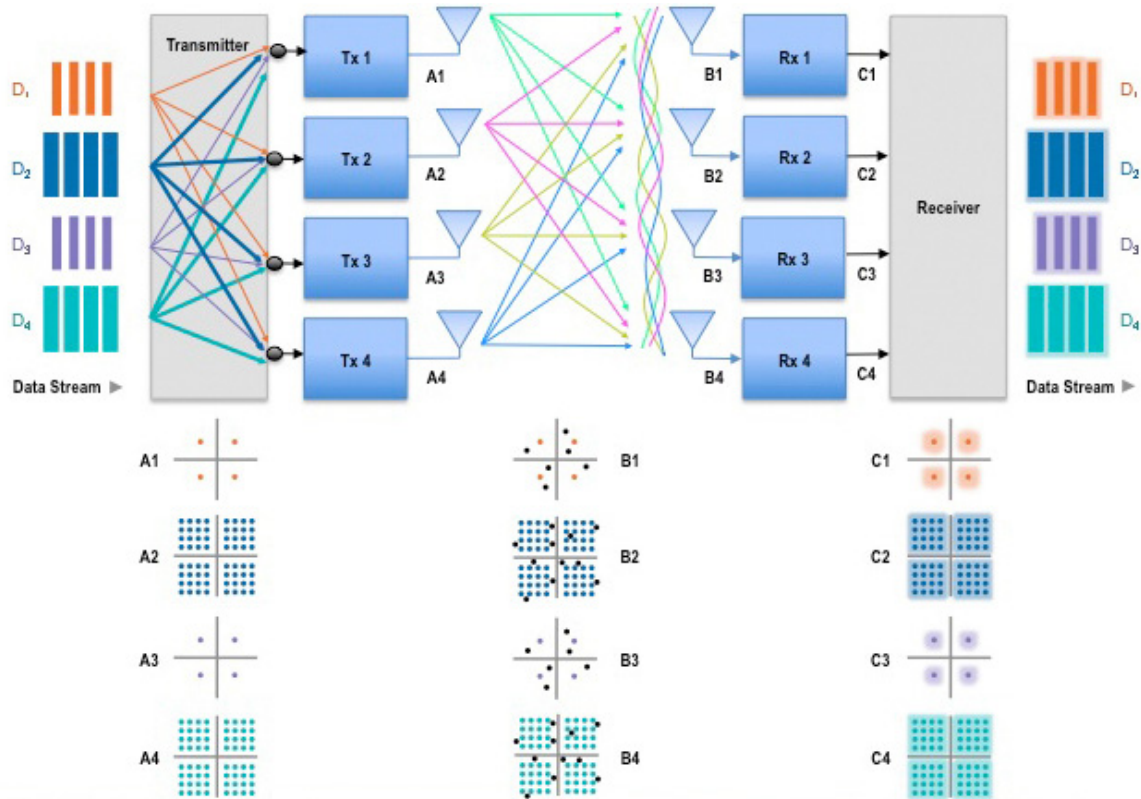 Transmitter
Tx 1
A1
B1
Rx 1
C1
D₁
D₁
Tx 2
A2
B2
Rx 2
C2
D₂
D₂
Receiver
D₃
Tx 3
A3
B3
Rx 3
C3
D₃
D₄
D₄
Tx 4
A4
B4
Rx 4
C4
Data Stream
Data Stream
A1
B1
C1
A2
B2
C2
A3
B3
C3
A4
B4
C4